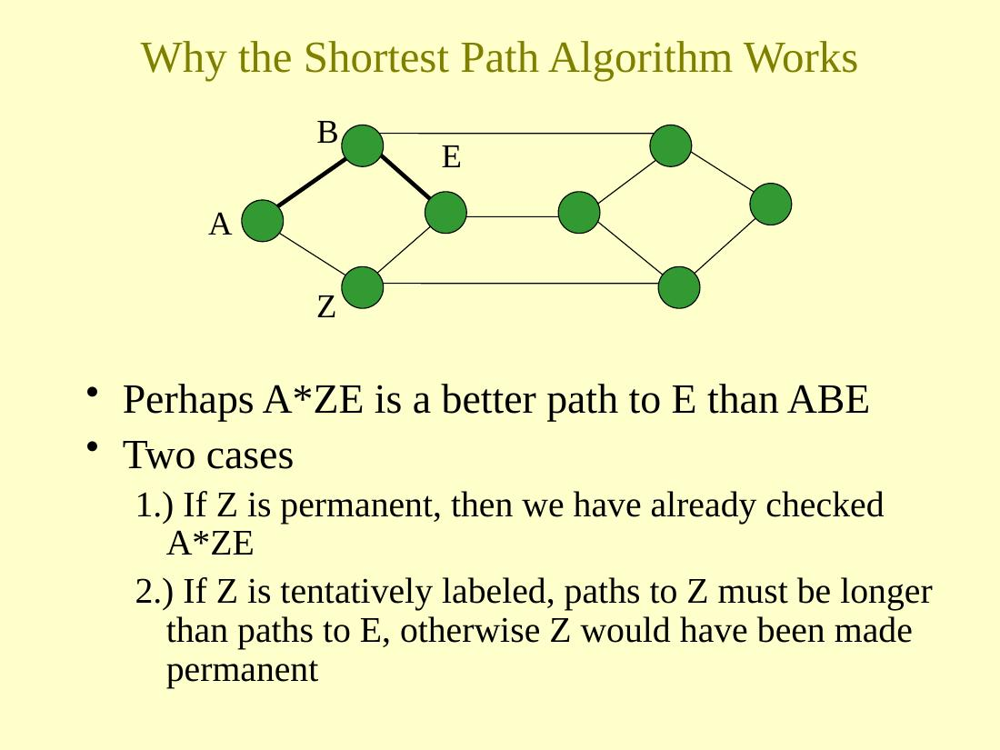 Why the Shortest Path Algorithm Works
B
E
A
Z
• Perhaps A*ZE is a better path to E than ABE
• Two cases
1.) If Z is permanent, then we have already checked
A*ZE
2.) If Z is tentatively labeled, paths to Z must be longer
than paths to E, otherwise Z would have been made
permanent